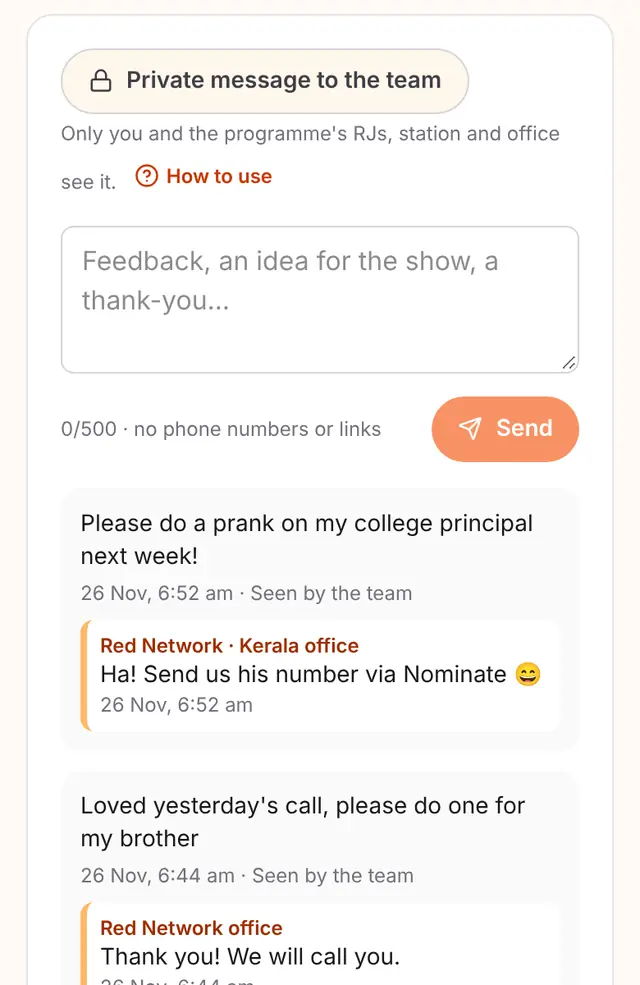 Private message to the team
Only you and the programme's RJs, station and office
see it. How to use
Feedback, an idea for the show, a
thank-you...
0/500 · no phone numbers or links
Send
Please do a prank on my college principal
next week!
26 Nov, 6:52 am · Seen by the team
Red Network · Kerala office
Ha! Send us his number via Nominate 😄
26 Nov, 6:52 am
Loved yesterday's call, please do one for
my brother
26 Nov, 6:44 am · Seen by the team
Red Network office
Thank you! We will call you.
26 Nov, 6:44 am